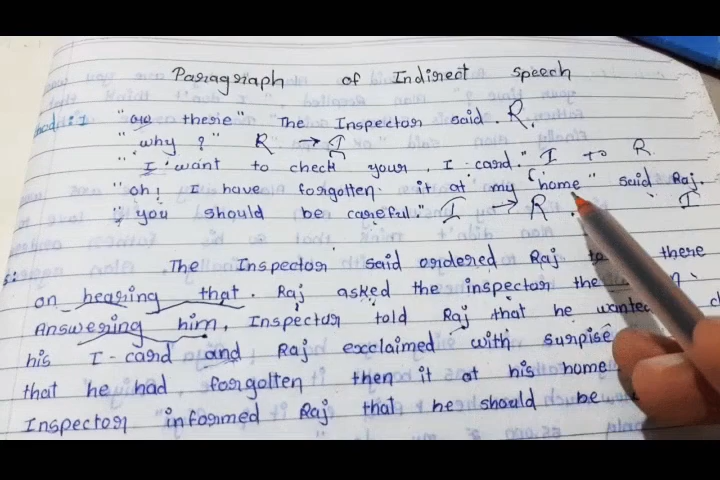 Paragraph of Indirect speech
"go there" The Inspector said R.
"why?" R → I
"I want to check your I card." I to R
"oh! I have forgotten it at my home" said Raj.
"you should be careful." I → R. I
The Inspector said ordered Raj to there
on hearing that. Raj asked the inspector the
Answering him, Inspector told Raj that he wanted
his I-card and Raj exclaimed with surpise
that he had forgotten then it at his home
Inspector informed Raj that he should be